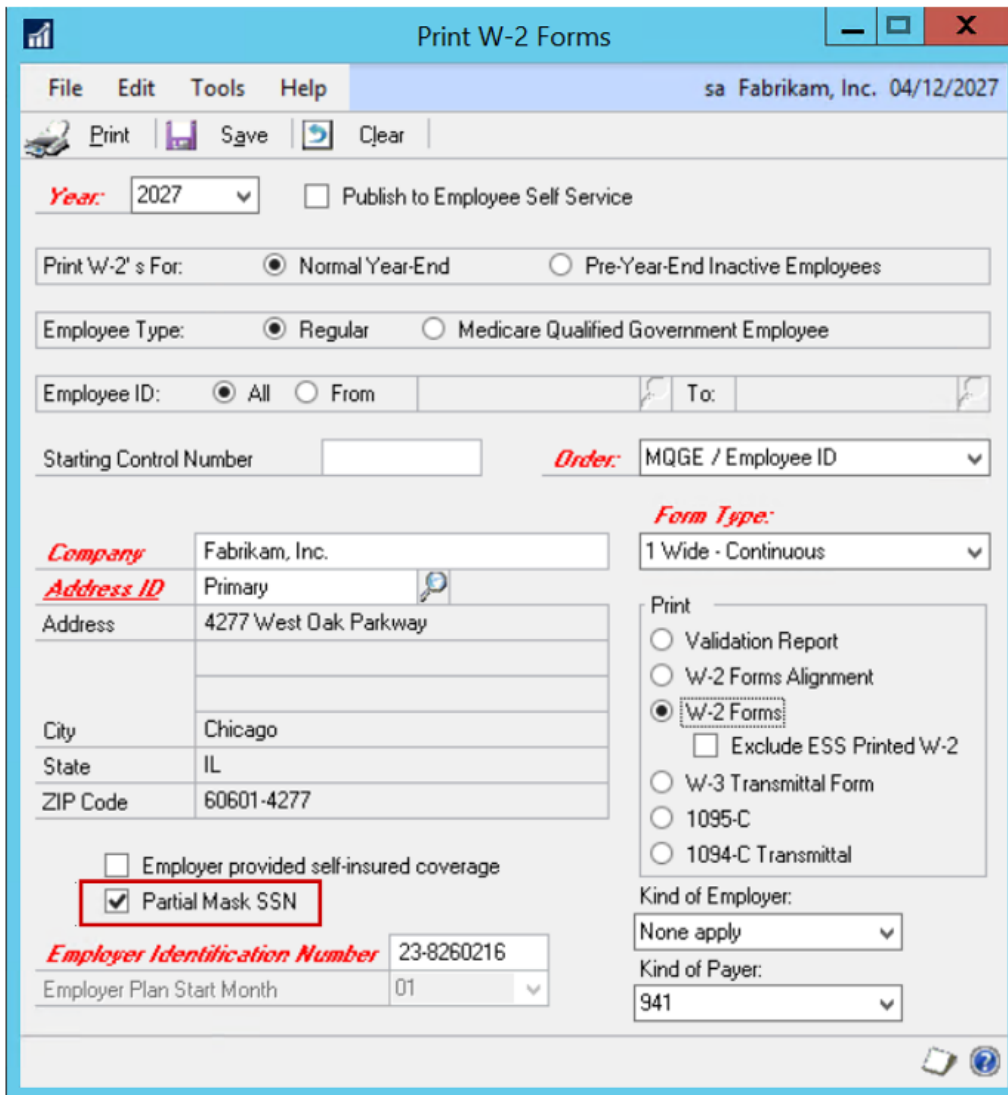 Print W-2 Forms
File Edit Tools Help sa Fabrikam, Inc. 04/12/2027
Print Save Clear
Year: 2027 Publish to Employee Self Service
Print W-2' s For: Normal Year-End Pre-Year-End Inactive Employees
Employee Type: Regular Medicare Qualified Government Employee
Employee ID: All From To:
Starting Control Number Order: MQGE / Employee ID
Form Type:
Company Fabrikam, Inc. 1 Wide - Continuous
Address ID Primary
Address 4277 West Oak Parkway
City Chicago
State IL
ZIP Code 60601-4277
Print
Validation Report
W-2 Forms Alignment
W-2 Forms
Exclude ESS Printed W-2
W-3 Transmittal Form
1095-C
1094-C Transmittal
Employer provided self-insured coverage
Partial Mask SSN
Kind of Employer:
None apply
Employer Identification Number 23-8260216
Employer Plan Start Month 01
Kind of Payer:
941